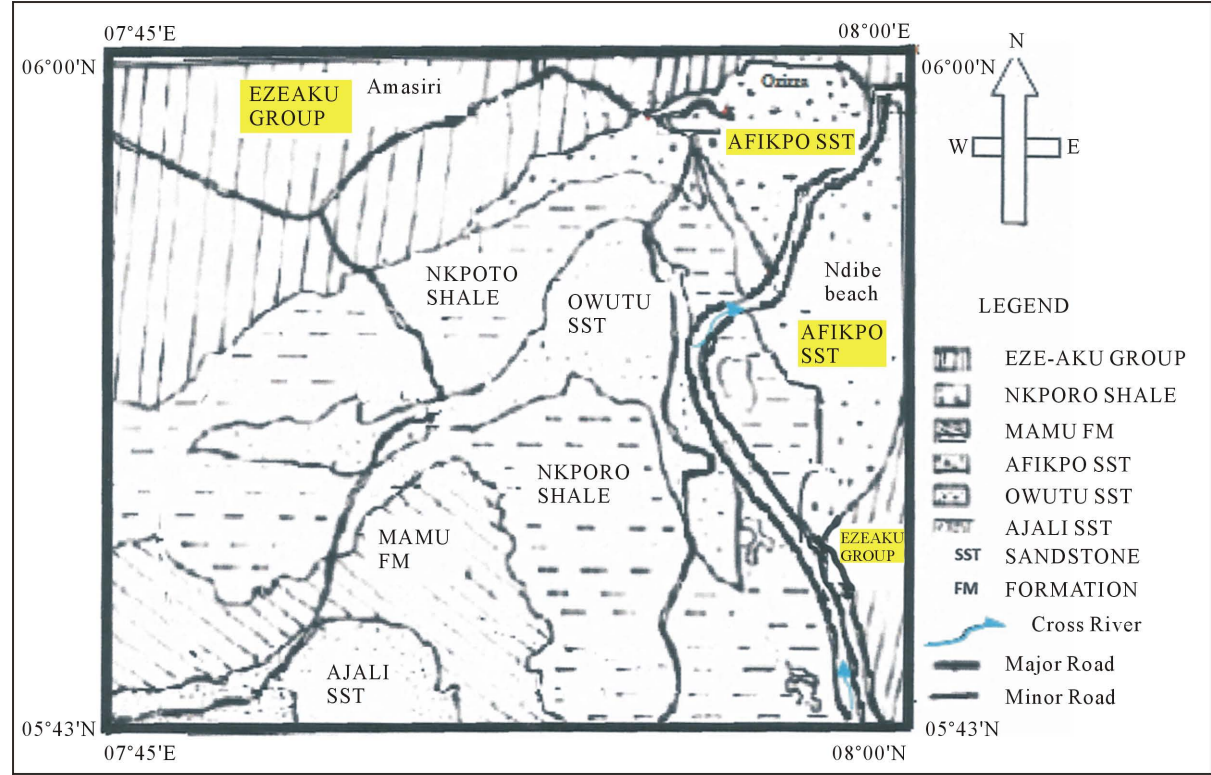 07°45'E
08°00'E
06°00'N
06°00'N
N
W
E
EZEAKU
GROUP
Amasiri
Ozizza
AFIKPO SST
NKPOTO
SHALE
OWUTU
SST
Ndibe
beach
AFIKPO
SST
NKPORO
SHALE
MAMU
FM
EZEAKU
GROUP
AJALI
SST
LEGEND
EZE-AKU GROUP
NKPORO SHALE
MAMU FM
AFIKPO SST
OWUTU SST
AJALI SST
SST SANDSTONE
FM FORMATION
Cross River
Major Road
Minor Road
05°43'N
05°43'N
07°45'E
08°00'N